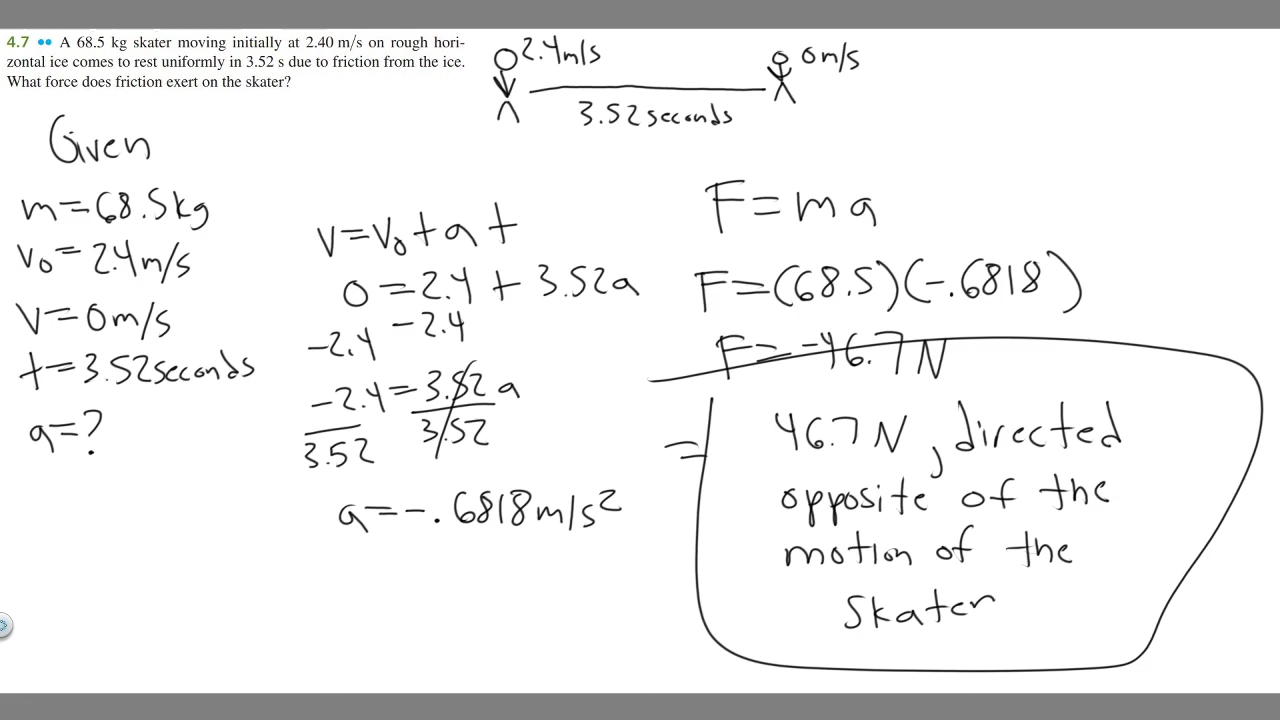 4.7 •• A 68.5 kg skater moving initially at 2.40 m/s on rough hori-
zontal ice comes to rest uniformly in 3.52 s due to friction from the ice.
What force does friction exert on the skater?
2.4m/s
0m/s
3.52seconds
Given
m=68.5kg
v₀=2.4m/s
v=0m/s
t=3.52seconds
a=?
v=v₀+at
0=2.4+3.52a
-2.4 -2.4
-2.4=3.52a
3.52 3.52
a=-.6818m/s²
F=ma
F=(68.5)(-.6818)
F=-46.7N
= 46.7N, directed
opposite of the
motion of the
skater